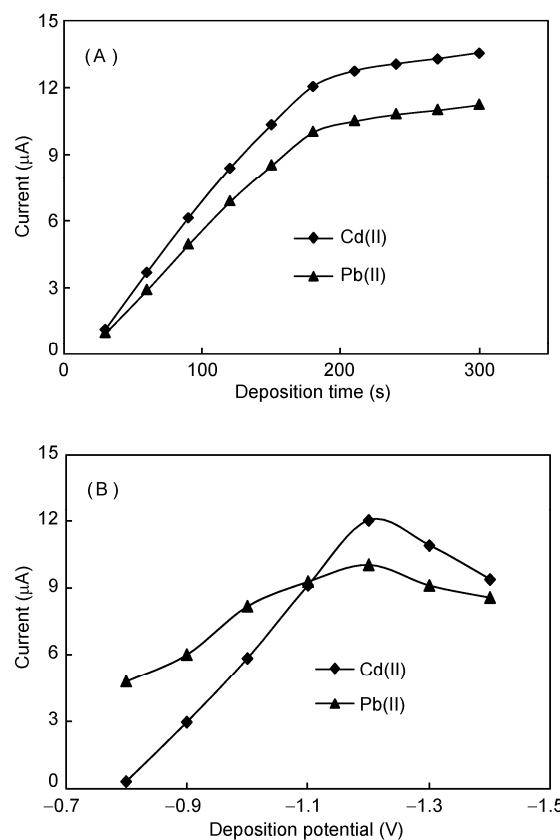 15
(A)
12
9
6
3
0
Current (μA)
Cd(II)
Pb(II)
0
100
200
300
Deposition time (s)
15
(B)
12
9
6
3
0
Current (μA)
Cd(II)
Pb(II)
−0.7
−0.9
−1.1
−1.3
−1.5
Deposition potential (V)